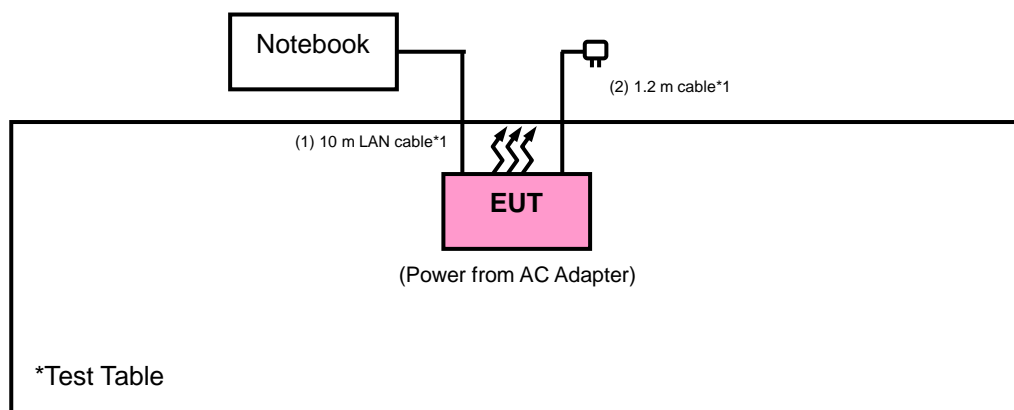 Notebook
(2) 1.2 m cable*1
(1) 10 m LAN cable*1
EUT
(Power from AC Adapter)
*Test Table